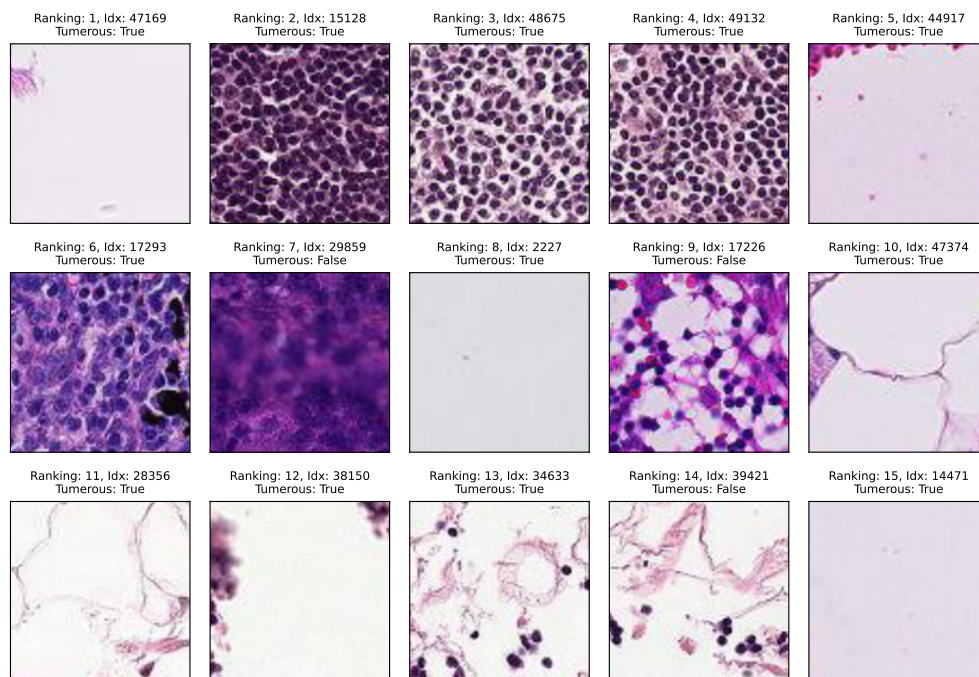 Ranking: 1, Idx: 47169
Tumerous: True
Ranking: 2, Idx: 15128
Tumerous: True
Ranking: 3, Idx: 48675
Tumerous: True
Ranking: 4, Idx: 49132
Tumerous: True
Ranking: 5, Idx: 44917
Tumerous: True
Ranking: 6, Idx: 17293
Tumerous: True
Ranking: 7, Idx: 29859
Tumerous: False
Ranking: 8, Idx: 2227
Tumerous: True
Ranking: 9, Idx: 17226
Tumerous: False
Ranking: 10, Idx: 47374
Tumerous: True
Ranking: 11, Idx: 28356
Tumerous: True
Ranking: 12, Idx: 38150
Tumerous: True
Ranking: 13, Idx: 34633
Tumerous: True
Ranking: 14, Idx: 39421
Tumerous: False
Ranking: 15, Idx: 14471
Tumerous: True